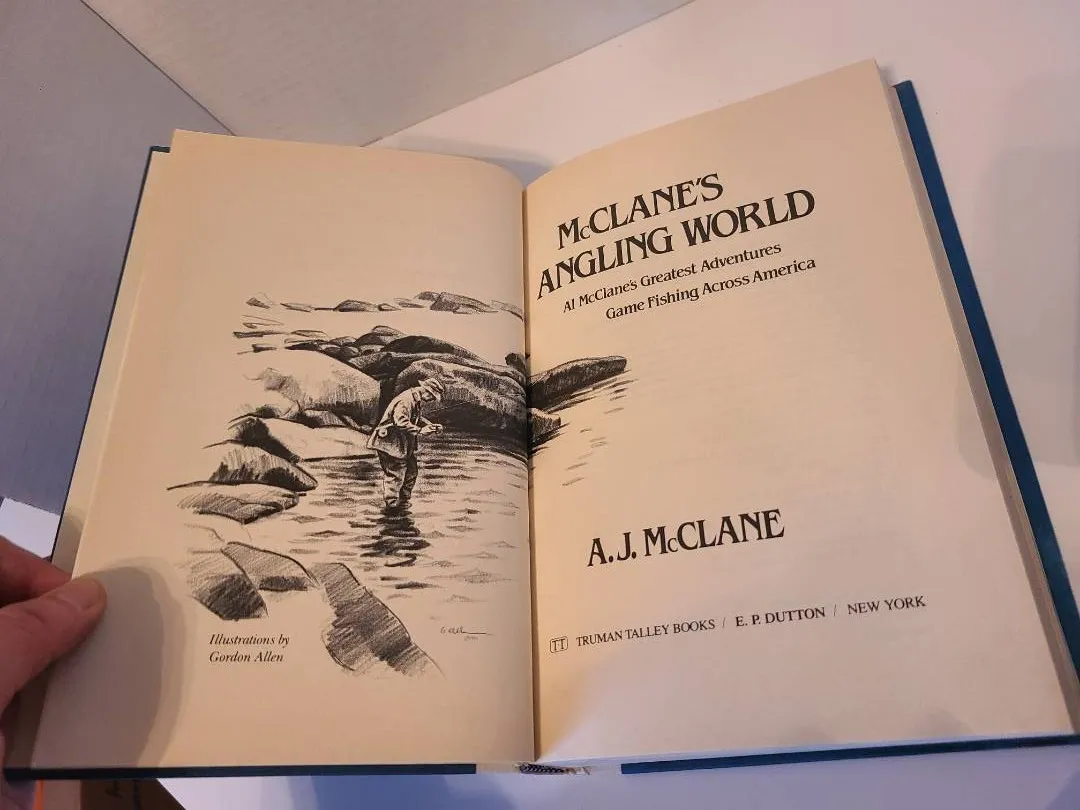 McCLANE'S
ANGLING WORLD
Al McClane's Greatest Adventures
Game Fishing Across America
A. J. McCLANE
TT TRUMAN TALLEY BOOKS / E. P. DUTTON / NEW YORK
Illustrations by
Gordon Allen